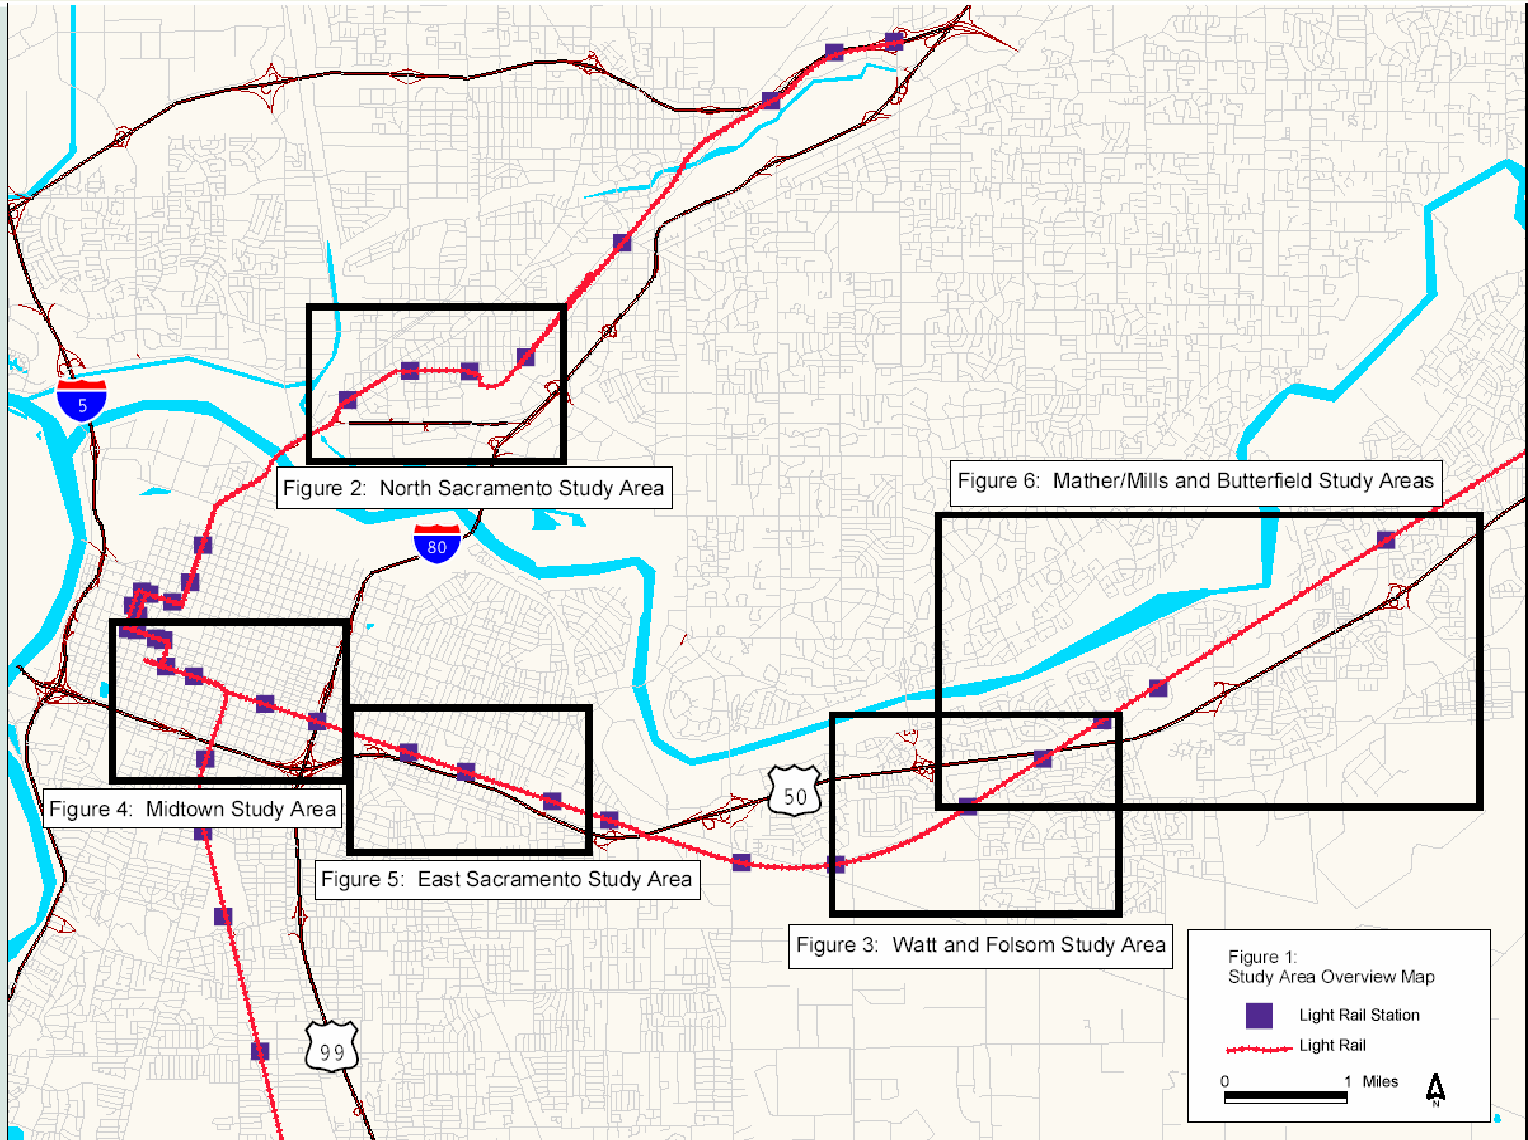 5
Figure 2: North Sacramento Study Area
Figure 6: Mather/Mills and Butterfield Study Areas
80
50
Figure 4: Midtown Study Area
Figure 5: East Sacramento Study Area
Figure 3: Watt and Folsom Study Area
99
Figure 1:
Study Area Overview Map
Light Rail Station
Light Rail
0 1 Miles
N